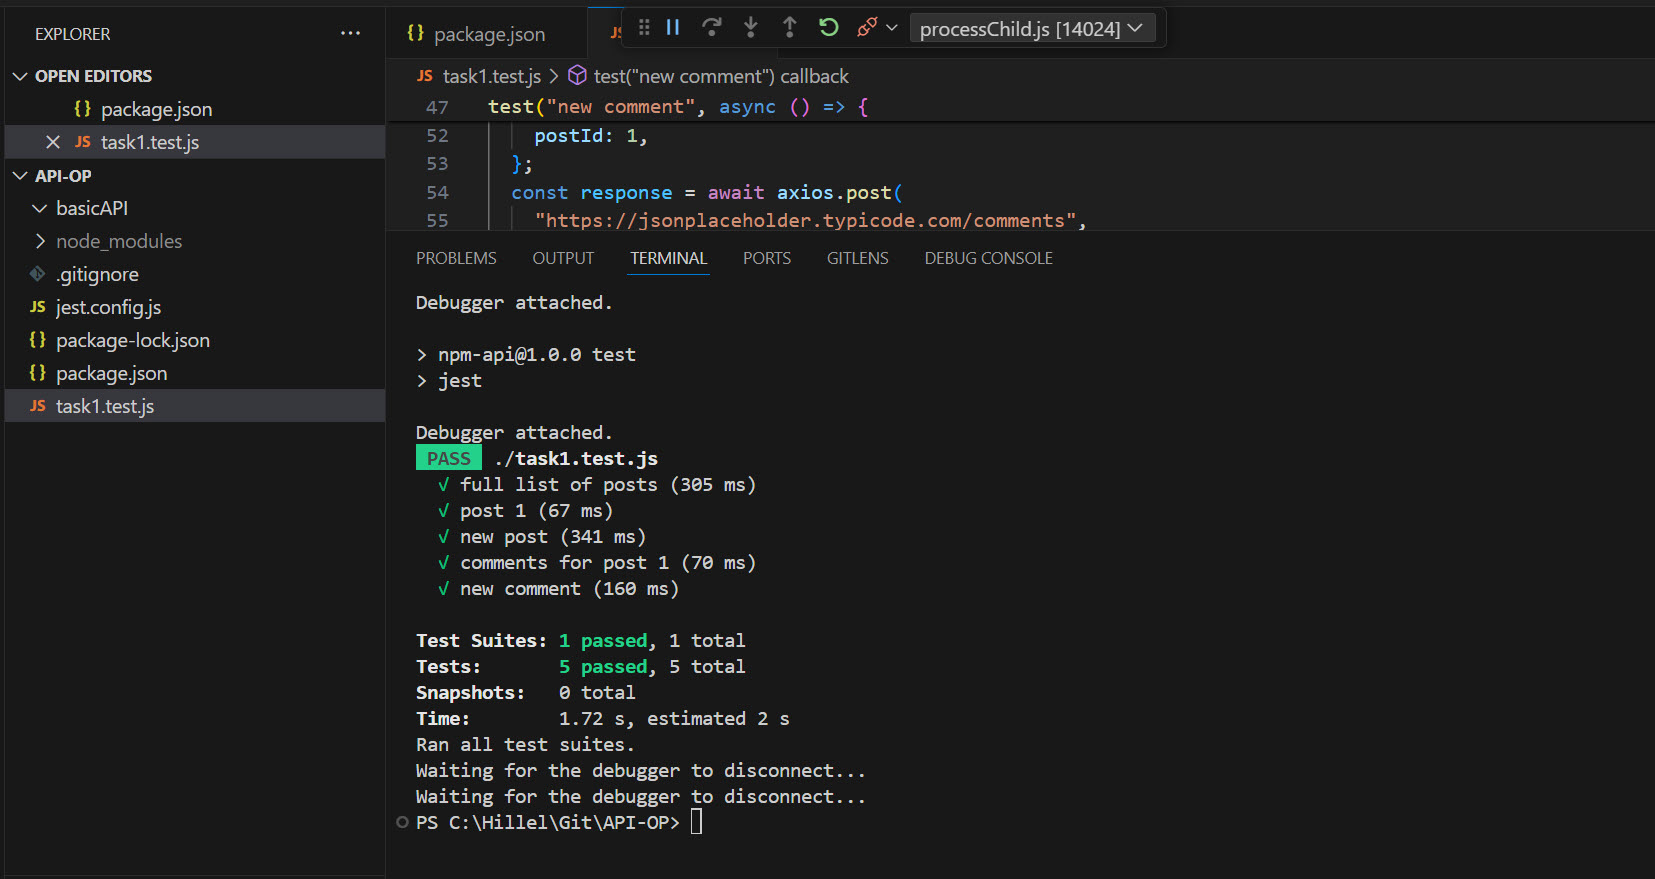 EXPLORER
OPEN EDITORS
{} package.json
JS task1.test.js
API-OP
basicAPI
node_modules
.gitignore
JS jest.config.js
{} package-lock.json
{} package.json
JS task1.test.js
{} package.json
JS
processChild.js [14024]
JS task1.test.js > test("new comment") callback
47 test("new comment", async () => {
52 postId: 1,
53 };
54 const response = await axios.post(
55 "https://jsonplaceholder.typicode.com/comments",
PROBLEMS OUTPUT TERMINAL PORTS GITLENS DEBUG CONSOLE
Debugger attached.
> npm-api@1.0.0 test
> jest
Debugger attached.
PASS ./task1.test.js
√ full list of posts (305 ms)
√ post 1 (67 ms)
√ new post (341 ms)
√ comments for post 1 (70 ms)
√ new comment (160 ms)
Test Suites: 1 passed, 1 total
Tests: 5 passed, 5 total
Snapshots: 0 total
Time: 1.72 s, estimated 2 s
Ran all test suites.
Waiting for the debugger to disconnect...
Waiting for the debugger to disconnect...
PS C:\Hillel\Git\API-OP>